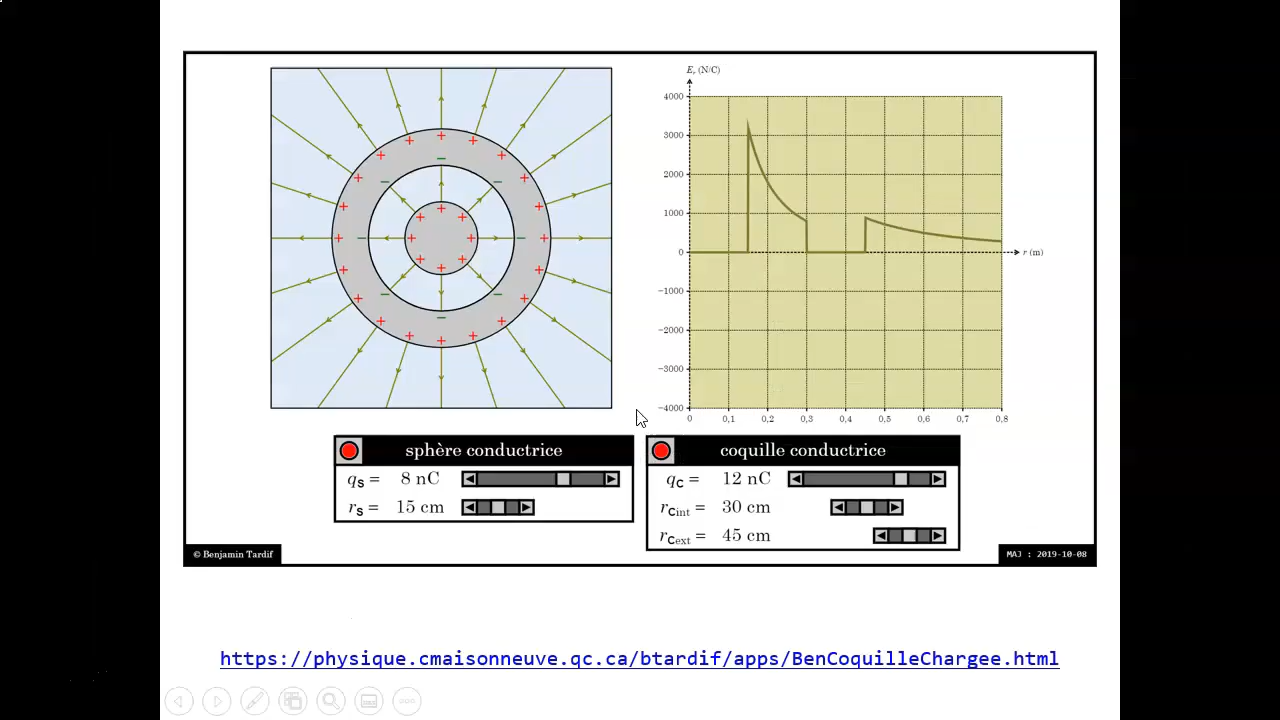 E_r (N/C)
4000
3000
2000
1000
0
−1000
−2000
−3000
−4000
0
0,1
0,2
0,3
0,4
0,5
0,6
0,7
0,8
r (m)
sphère conductrice
qS = 8 nC
rS = 15 cm
coquille conductrice
qC = 12 nC
rCint = 30 cm
rCext = 45 cm
© Benjamin Tardif
MAJ : 2019-10-08
https://physique.cmaisonneuve.qc.ca/btardif/apps/BenCoquilleChargee.html